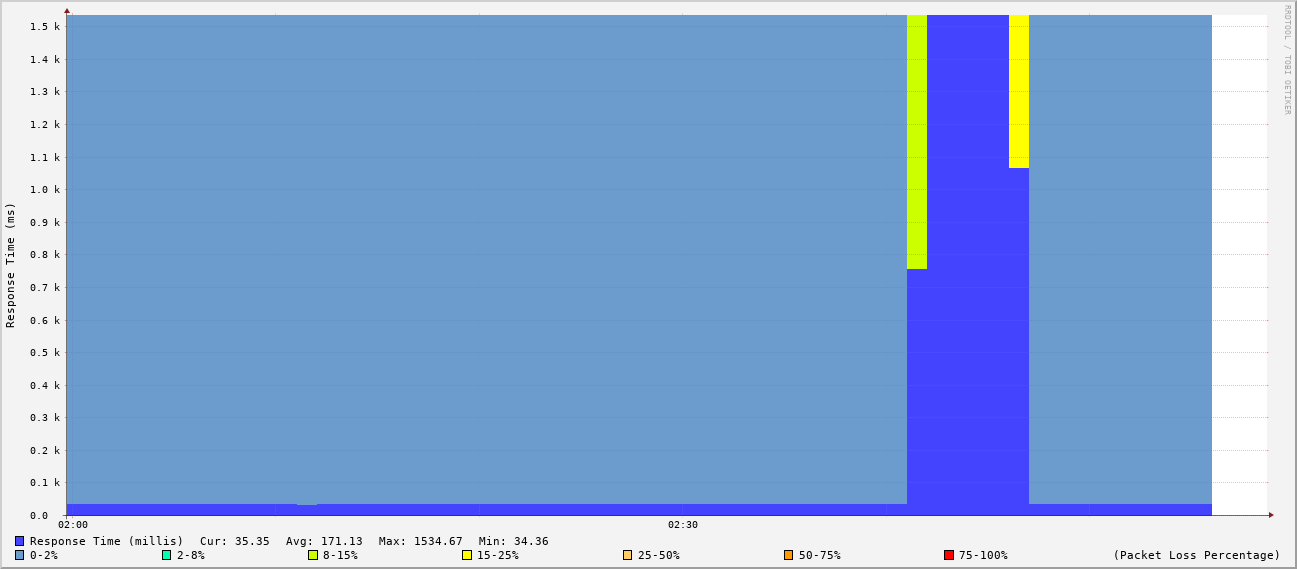 RRDTOOL / TOBI OETIKER
Response Time (ms)
1.5 k
1.4 k
1.3 k
1.2 k
1.1 k
1.0 k
0.9 k
0.8 k
0.7 k
0.6 k
0.5 k
0.4 k
0.3 k
0.2 k
0.1 k
0.0
02:00 02:30
Response Time (millis) Cur: 35.35 Avg: 171.13 Max: 1534.67 Min: 34.36
0-2% 2-8% 8-15% 15-25% 25-50% 50-75% 75-100% (Packet Loss Percentage)